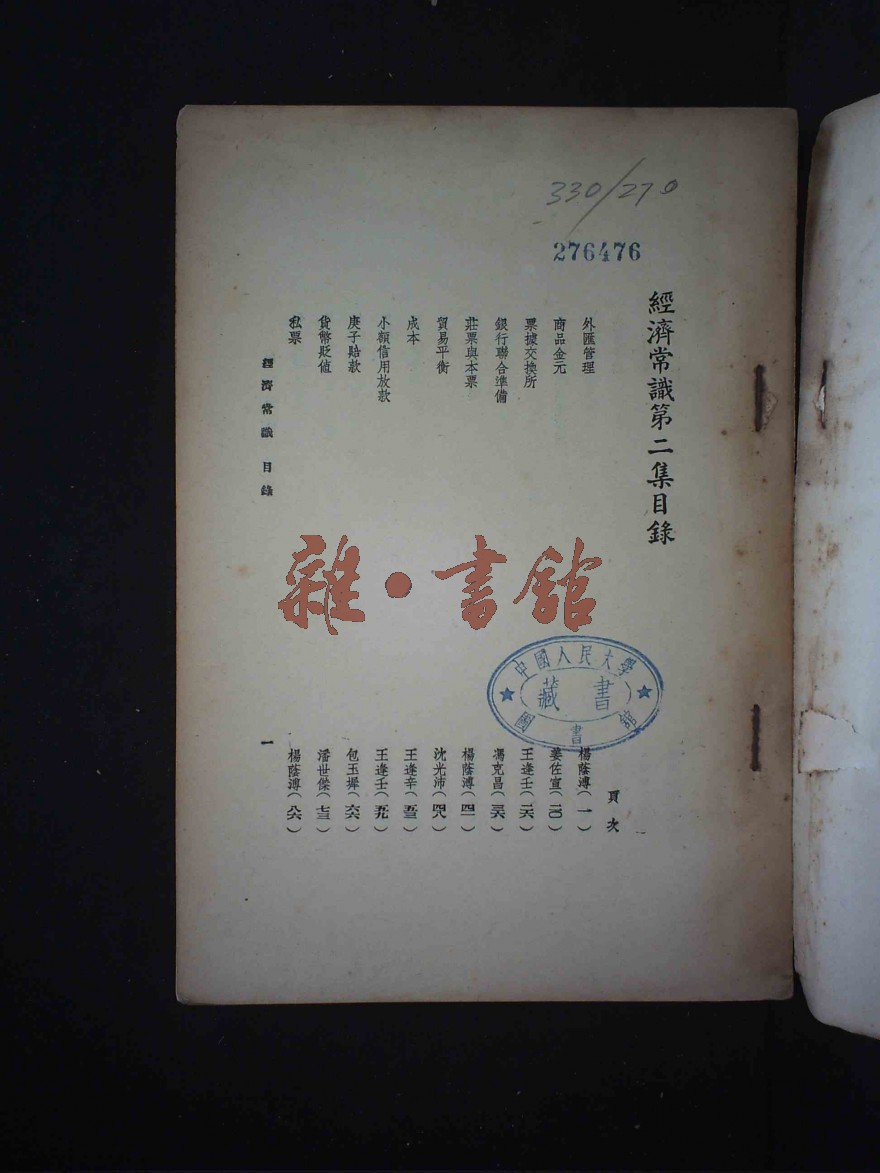 330/270
276476
經濟常識第二集目錄
頁次
外匯管理 楊蔭溥(一)
商品金元 姜佐宣(二〇)
票據交換所 王逢壬(二六)
銀行聯合準備 馮克昌(三六)
莊票與本票 楊蔭溥(四一)
貿易平衡 沈光沛(四八)
成本 王逢辛(五三)
小額信用放款 王逢壬(五九)
庚子賠款 包玉墀(六六)
貨幣貶値 潘世傑(七三)
私票 楊蔭溥(八六)
經濟常識 目錄
一
雜·書館
中國人民大學
藏書
圖書館